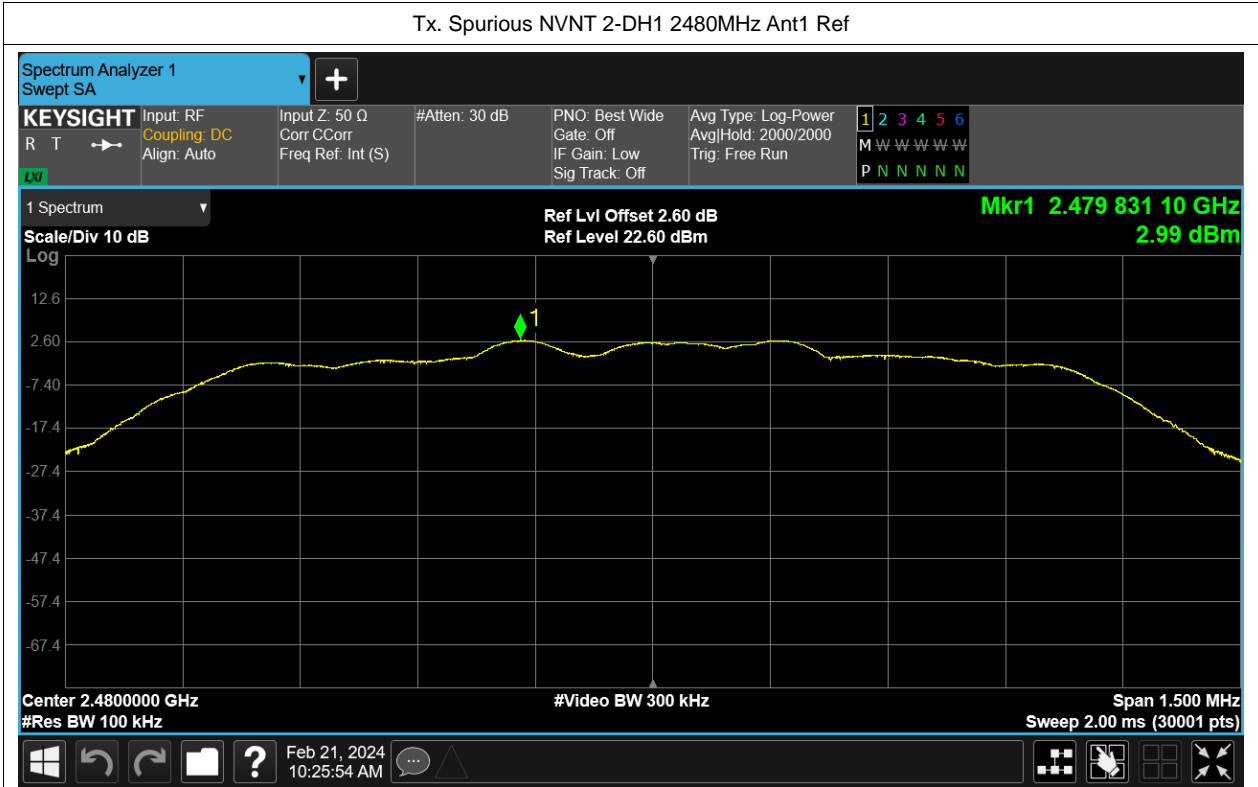 Tx. Spurious NVNT 2-DH1 2480MHz Ant1 Ref
Spectrum Analyzer 1
Swept SA
KEYSIGHT
R T
LXI
Input: RF
Coupling: DC
Align: Auto
Input Z: 50 Ω
Corr CCorr
Freq Ref: Int (S)
#Atten: 30 dB
PNO: Best Wide
Gate: Off
IF Gain: Low
Sig Track: Off
Avg Type: Log-Power
Avg|Hold: 2000/2000
Trig: Free Run
1 2 3 4 5 6
M W W W W W
P N N N N N
1 Spectrum
Scale/Div 10 dB
Log
Ref Lvl Offset 2.60 dB
Ref Level 22.60 dBm
Mkr1 2.479 831 10 GHz
2.99 dBm
12.6
1
2.60
-7.40
-17.4
-27.4
-37.4
-47.4
-57.4
-67.4
Center 2.4800000 GHz
#Res BW 100 kHz
#Video BW 300 kHz
Span 1.500 MHz
Sweep 2.00 ms (30001 pts)
?
Feb 21, 2024
10:25:54 AM